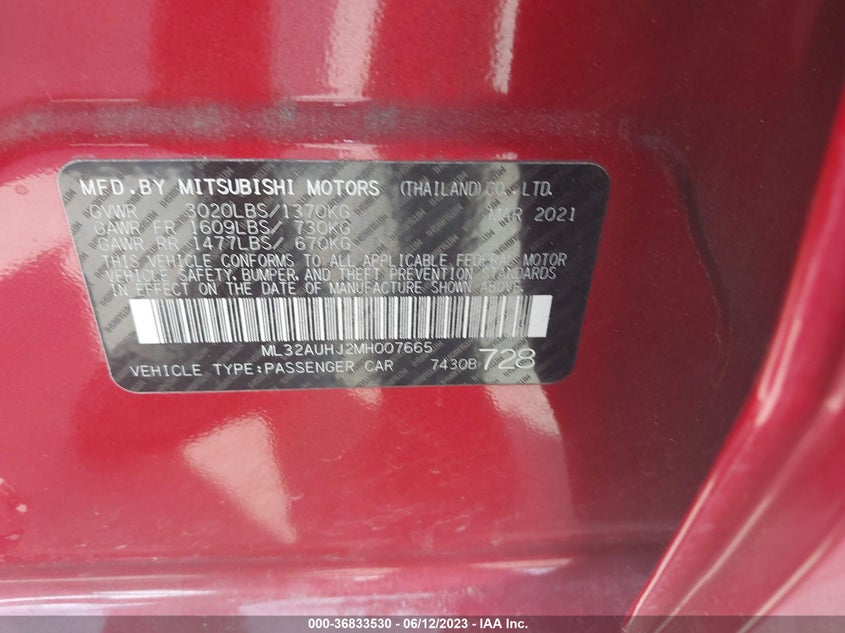 MFD.BY MITSUBISHI MOTORS (THAILAND) CO., LTD.
GVWR 3020LBS/1370KG MAR 2021
GAWR FR 1609LBS/ 730KG
GAWR RR 1477LBS/ 670KG
THIS VEHICLE CONFORMS TO ALL APPLICABLE FEDERAL MOTOR
VEHICLE SAFETY, BUMPER, AND THEFT PREVENTION STANDARDS
IN EFFECT ON THE DATE OF MANUFACTURE SHOWN ABOVE.
ML32AUHJ2MH007665
VEHICLE TYPE:PASSENGER CAR 7430B 728
000-36833530 - 06/12/2023 - IAA Inc.